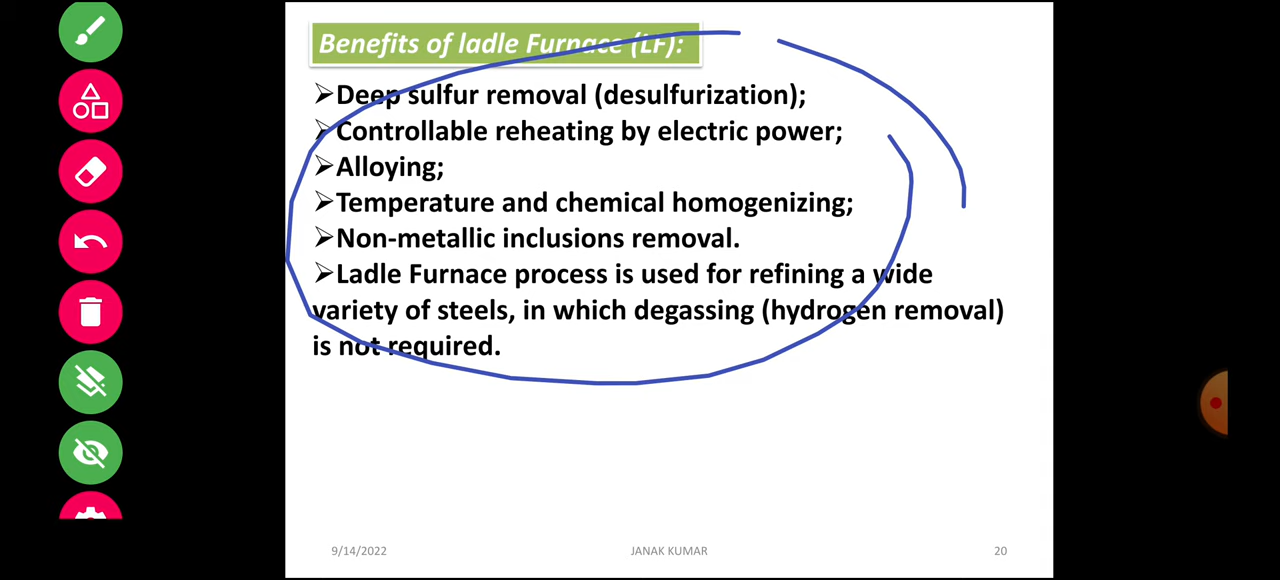 Benefits of ladle Furnace (LF):
➢Deep sulfur removal (desulfurization);
➢Controllable reheating by electric power;
➢Alloying;
➢Temperature and chemical homogenizing;
➢Non-metallic inclusions removal.
➢Ladle Furnace process is used for refining a wide
variety of steels, in which degassing (hydrogen removal)
is not required.
9/14/2022
JANAK KUMAR
20